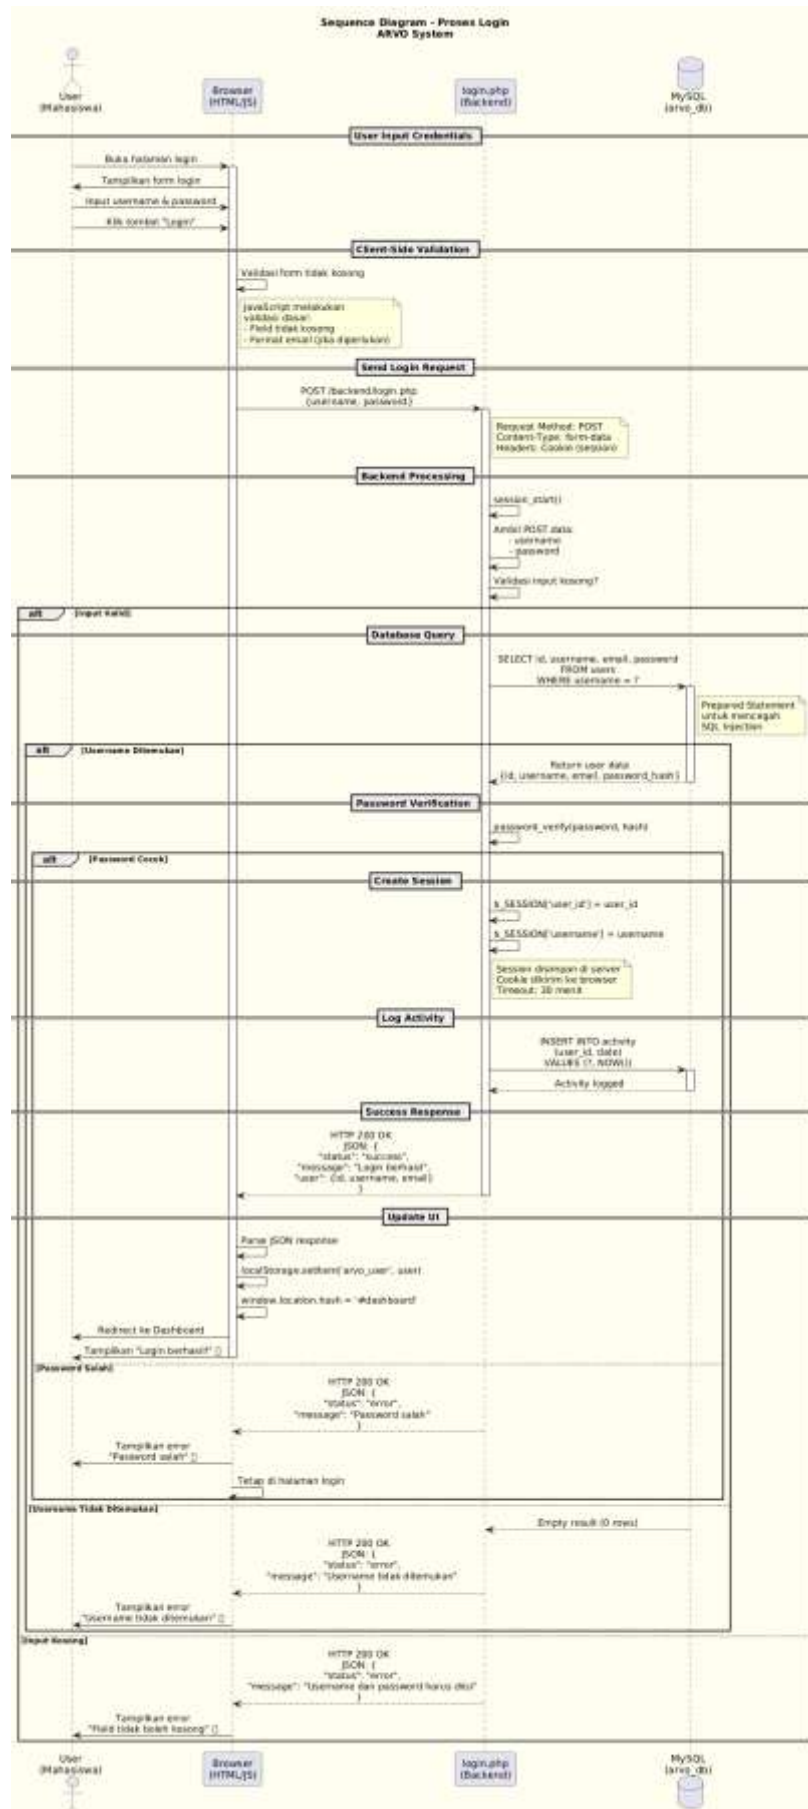 Sequence Diagram - Proses Login
ARVO System
User
(Mahasiswa)
Browser
(HTML/JS)
login.php
(Backend)
MySQL
(arvo_db)
User Input Credentials
Buka halaman login
Tampilkan form login
Input username & password
Klik tombol "Login"
Client-Side Validation
Validasi form tidak kosong
JavaScript melakukan
validasi dasar:
- Field tidak kosong
- Format email (jika diperlukan)
Send Login Request
POST /backend/login.php
{username, password}
Request Method: POST
Content-Type: form-data
Headers: Cookie (session)
Backend Processing
session_start()
Ambil POST data:
- username
- password
Validasi input kosong?
alt [Input Valid]
Database Query
SELECT id, username, email, password
FROM users
WHERE username = ?
Prepared Statement
untuk mencegah
SQL Injection
alt [Username Ditemukan]
Return user data
{id, username, email, password_hash}
Password Verification
password_verify(password, hash)
alt [Password Cocok]
Create Session
$_SESSION['user_id'] = user_id
$_SESSION['username'] = username
Session disimpan di server
Cookie dikirim ke browser
Timeout: 30 menit
Log Activity
INSERT INTO activity
(user_id, date)
VALUES (?, NOW())
Activity logged
Success Response
HTTP 200 OK
JSON: {
"status": "success",
"message": "Login berhasil",
"user": {id, username, email}
}
Update UI
Parse JSON response
localStorage.setItem('arvo_user', user)
window.location.hash = '#dashboard'
Redirect ke Dashboard
Tampilkan "Login berhasil"
[Password Salah]
HTTP 200 OK
JSON: {
"status": "error",
"message": "Password salah"
}
Tampilkan error
"Password salah"
Tetap di halaman login
[Username Tidak Ditemukan]
Empty result (0 rows)
HTTP 200 OK
JSON: {
"status": "error",
"message": "Username tidak ditemukan"
}
Tampilkan error
"Username tidak ditemukan"
[Input Kosong]
HTTP 200 OK
JSON: {
"status": "error",
"message": "Username dan password harus diisi"
}
Tampilkan error
"Field tidak boleh kosong"
User
(Mahasiswa)
Browser
(HTML/JS)
login.php
(Backend)
MySQL
(arvo_db)